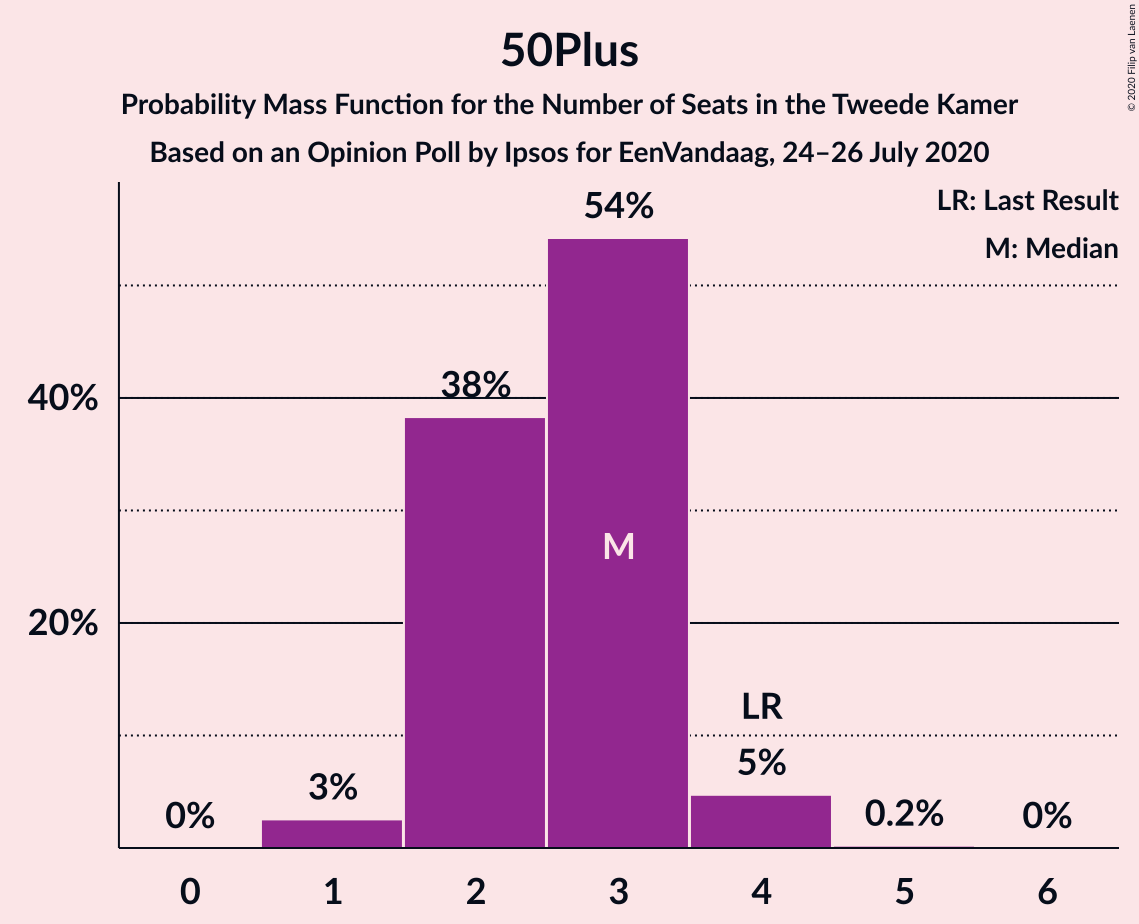 50Plus
Probability Mass Function for the Number of Seats in the Tweede Kamer
Based on an Opinion Poll by Ipsos for EenVandaag, 24–26 July 2020
© 2020 Filip van Laenen
LR: Last Result
M: Median
54%
38%
40%
M
20%
LR
5%
3%
0%
0.2%
0%
0 1 2 3 4 5 6